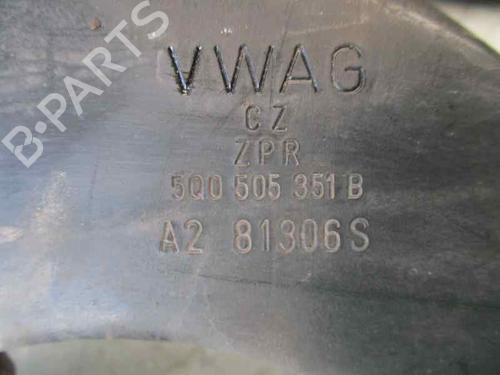 B-PARTS
VWAG
CZ
ZPR
5Q0 505 351 B
A2 81306S